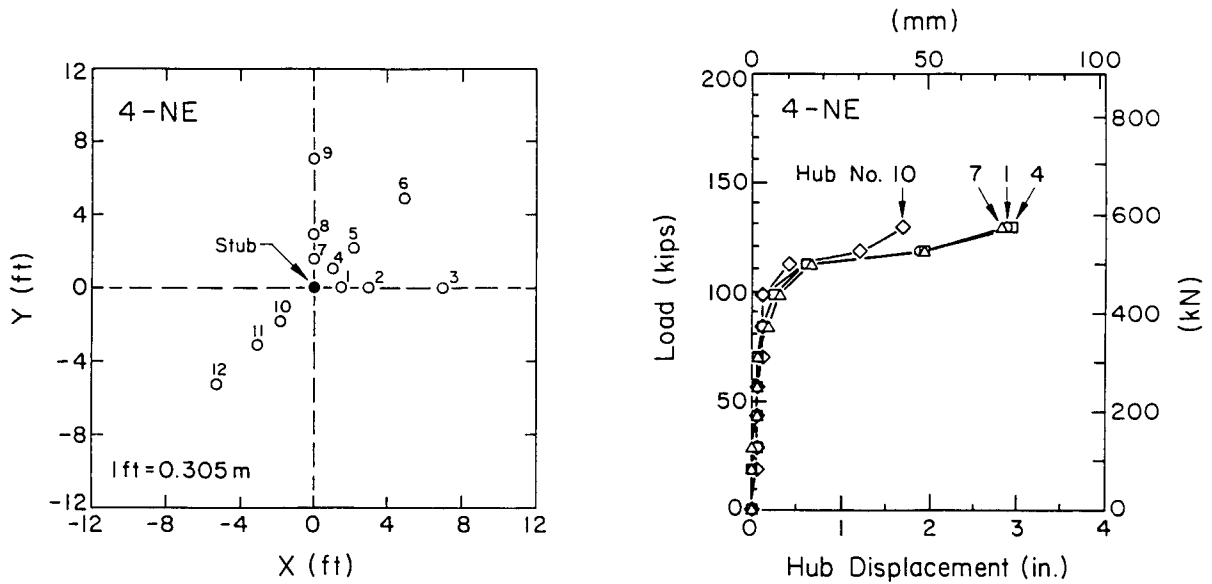 12
8
4
0
-4
-8
-12
Y (ft)
4-NE
9
6
8
5
7
4
Stub
1
2
3
10
11
12
1ft=0.305m
-12 -8 -4 0 4 8 12
X (ft)
(mm)
0 50 100
200
150
100
50
0
Load (kips)
4-NE
Hub No. 10
7 1 4
800
600
400
200
0
(kN)
0 1 2 3 4
Hub Displacement (in.)